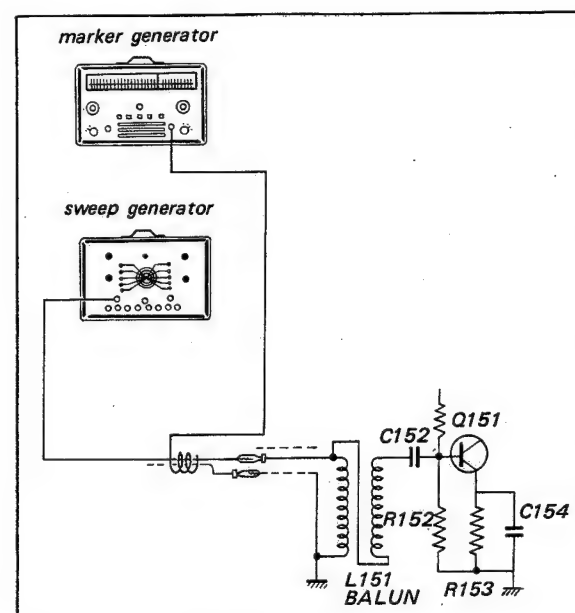 marker generator
sweep generator
Q151
C152
R152
C154
L151
BALUN
R153